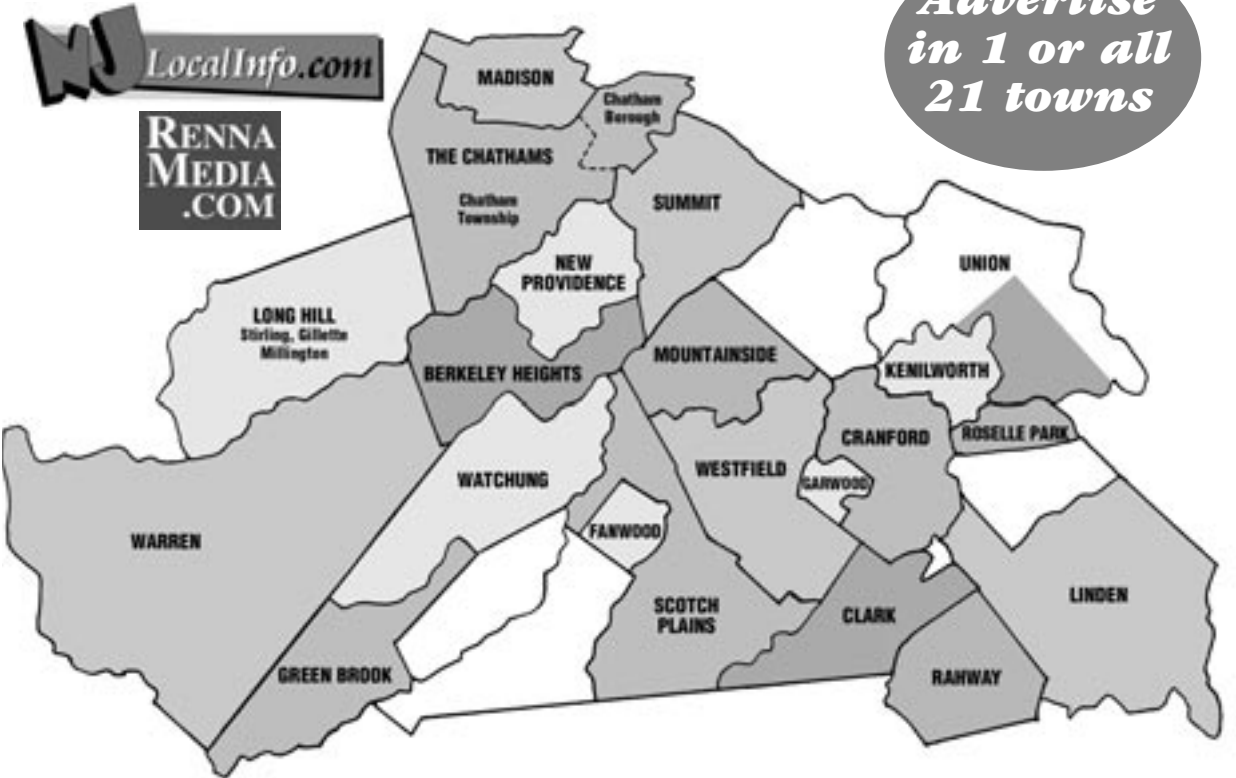 NJ LocalInfo.com
RENNA
MEDIA
.COM
Advertise
in 1 or all
21 towns
MADISON
Chatham
Borough
THE CHATHAMS
Chatham
Township
SUMMIT
NEW
PROVIDENCE
UNION
LONG HILL
Stirling, Gillette
Millington
BERKELEY HEIGHTS
MOUNTAINSIDE
KENILWORTH
CRANFORD
ROSELLE PARK
WATCHUNG
WESTFIELD
GARWOOD
WARREN
FANWOOD
SCOTCH
PLAINS
CLARK
LINDEN
GREEN BROOK
RAHWAY